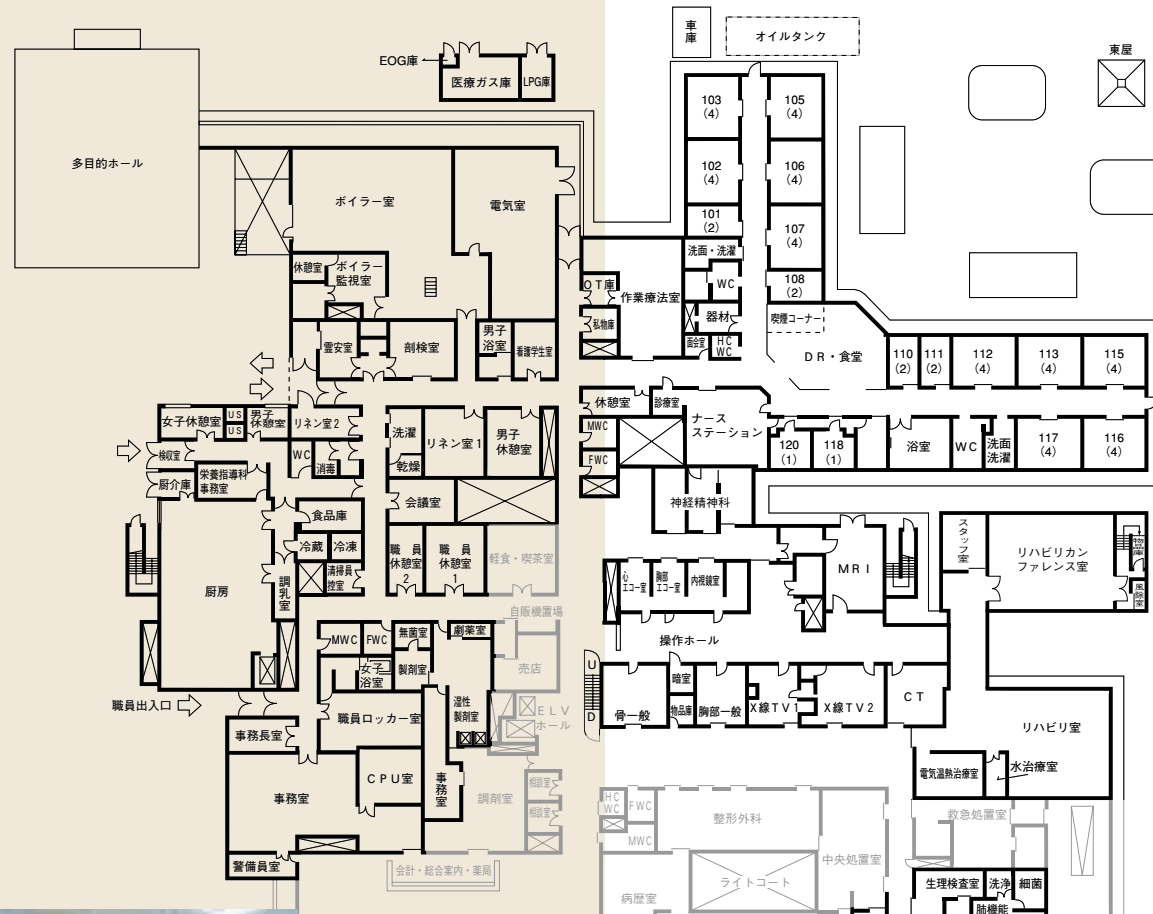 車
庫
オイルタンク
東屋
EOG庫
医療ガス庫
LPG庫
多目的ホール
ボイラー室
電気室
休憩室
ボイラー
監視室
103
(4)
105
(4)
102
(4)
106
(4)
101
(2)
107
(4)
洗面・洗濯
WC
108
(2)
OT庫
作業療法室
私物庫
器材
喫煙コーナー
面会室
HC
WC
DR・食堂
110
(2)
111
(2)
112
(4)
113
(4)
115
(4)
霊安室
剖検室
男子
浴室
看護学生室
女子休憩室
US
US
男子
休憩室
リネン室2
洗濯
乾燥
リネン室1
男子
休憩室
休憩室
診療室
MWC
FWC
ナース
ステーション
120
(1)
118
(1)
浴室
WC
洗面
洗濯
117
(4)
116
(4)
検収室
WC
消毒
厨介庫
栄養指導科
事務室
会議室
神経精神科
食品庫
冷蔵
冷凍
職員
休憩室
2
職員
休憩室
1
軽食・喫茶室
清掃員
控室
厨房
調乳室
心
エコー室
胸部
エコー室
内視鏡室
MRI
スタッフ室
リハビリカン
ファレンス室
物庫
風除室
自販機置場
MWC
FWC
無菌室
劇薬室
操作ホール
女子
浴室
製剤室
売店
U
D
暗室
物品庫
骨一般
胸部一般
X線TV1
X線TV2
CT
職員出入口
職員ロッカー室
湿性
製剤室
ELV
ホール
リハビリ室
事務長室
事務室
CPU室
事務室
調剤室
相談室
相談室
電気温熱治療室
水治療室
HC
WC
FWC
MWC
整形外科
中央処置室
救急処置室
警備員室
会計・総合案内・薬局
病歴室
ライトコート
生理検査室
洗浄
細菌
肺機能